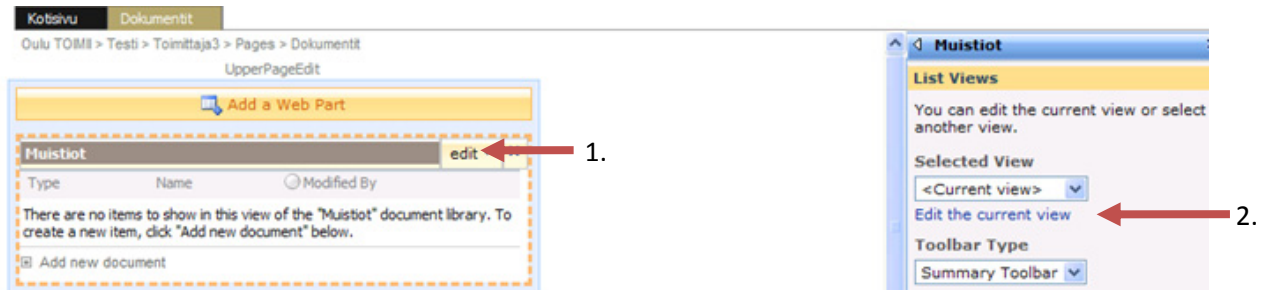 Kotisivu Dokumentit
Oulu TOIMII > Testi > Toimittaja3 > Pages > Dokumentit
UpperPageEdit
Add a Web Part
Muistiot edit
1.
Type Name Modified By
There are no items to show in this view of the "Muistiot" document library. To
create a new item, click "Add new document" below.
Add new document
Muistiot
List Views
You can edit the current view or select
another view.
Selected View
<Current view>
Edit the current view
2.
Toolbar Type
Summary Toolbar